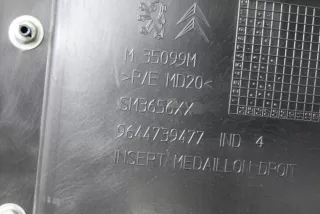 M 35099M
>P/E MD20<
SM3656XX
9644739477 IND 4
INSERT MEDAILLON DROIT